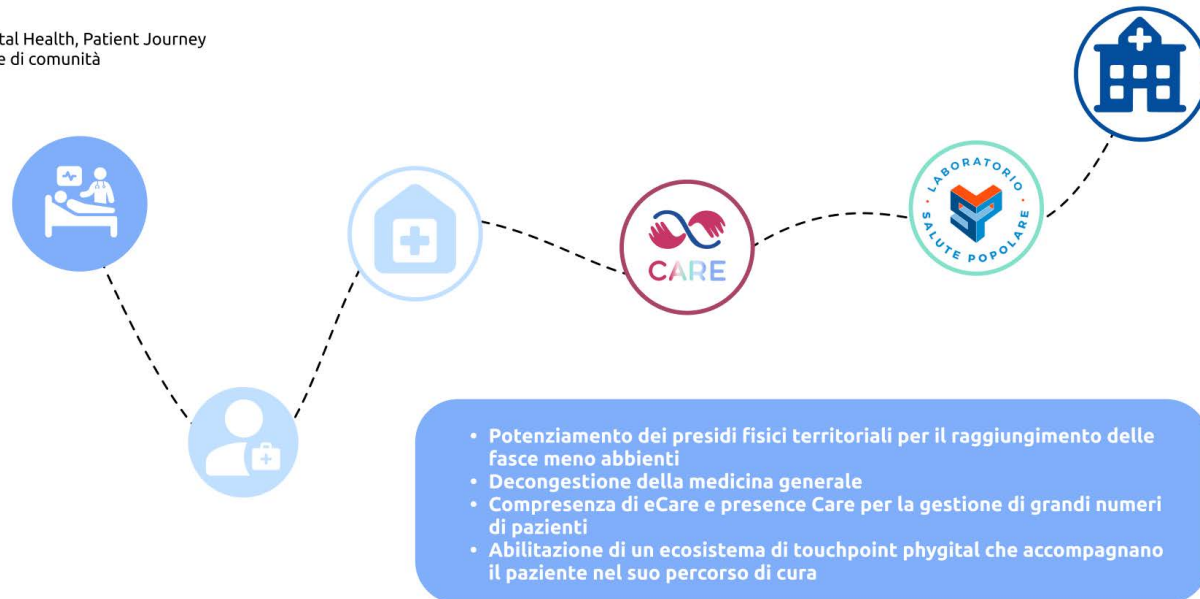 tal Health, Patient Journey
e di comunità
CARE
LABORATORIO
SALUTE POPOLARE
• Potenziamento dei presidi fisici territoriali per il raggiungimento delle
fasce meno abbienti
• Decongestione della medicina generale
• Compresenza di eCare e presence Care per la gestione di grandi numeri
di pazienti
• Abilitazione di un ecosistema di touchpoint phygital che accompagnano
il paziente nel suo percorso di cura